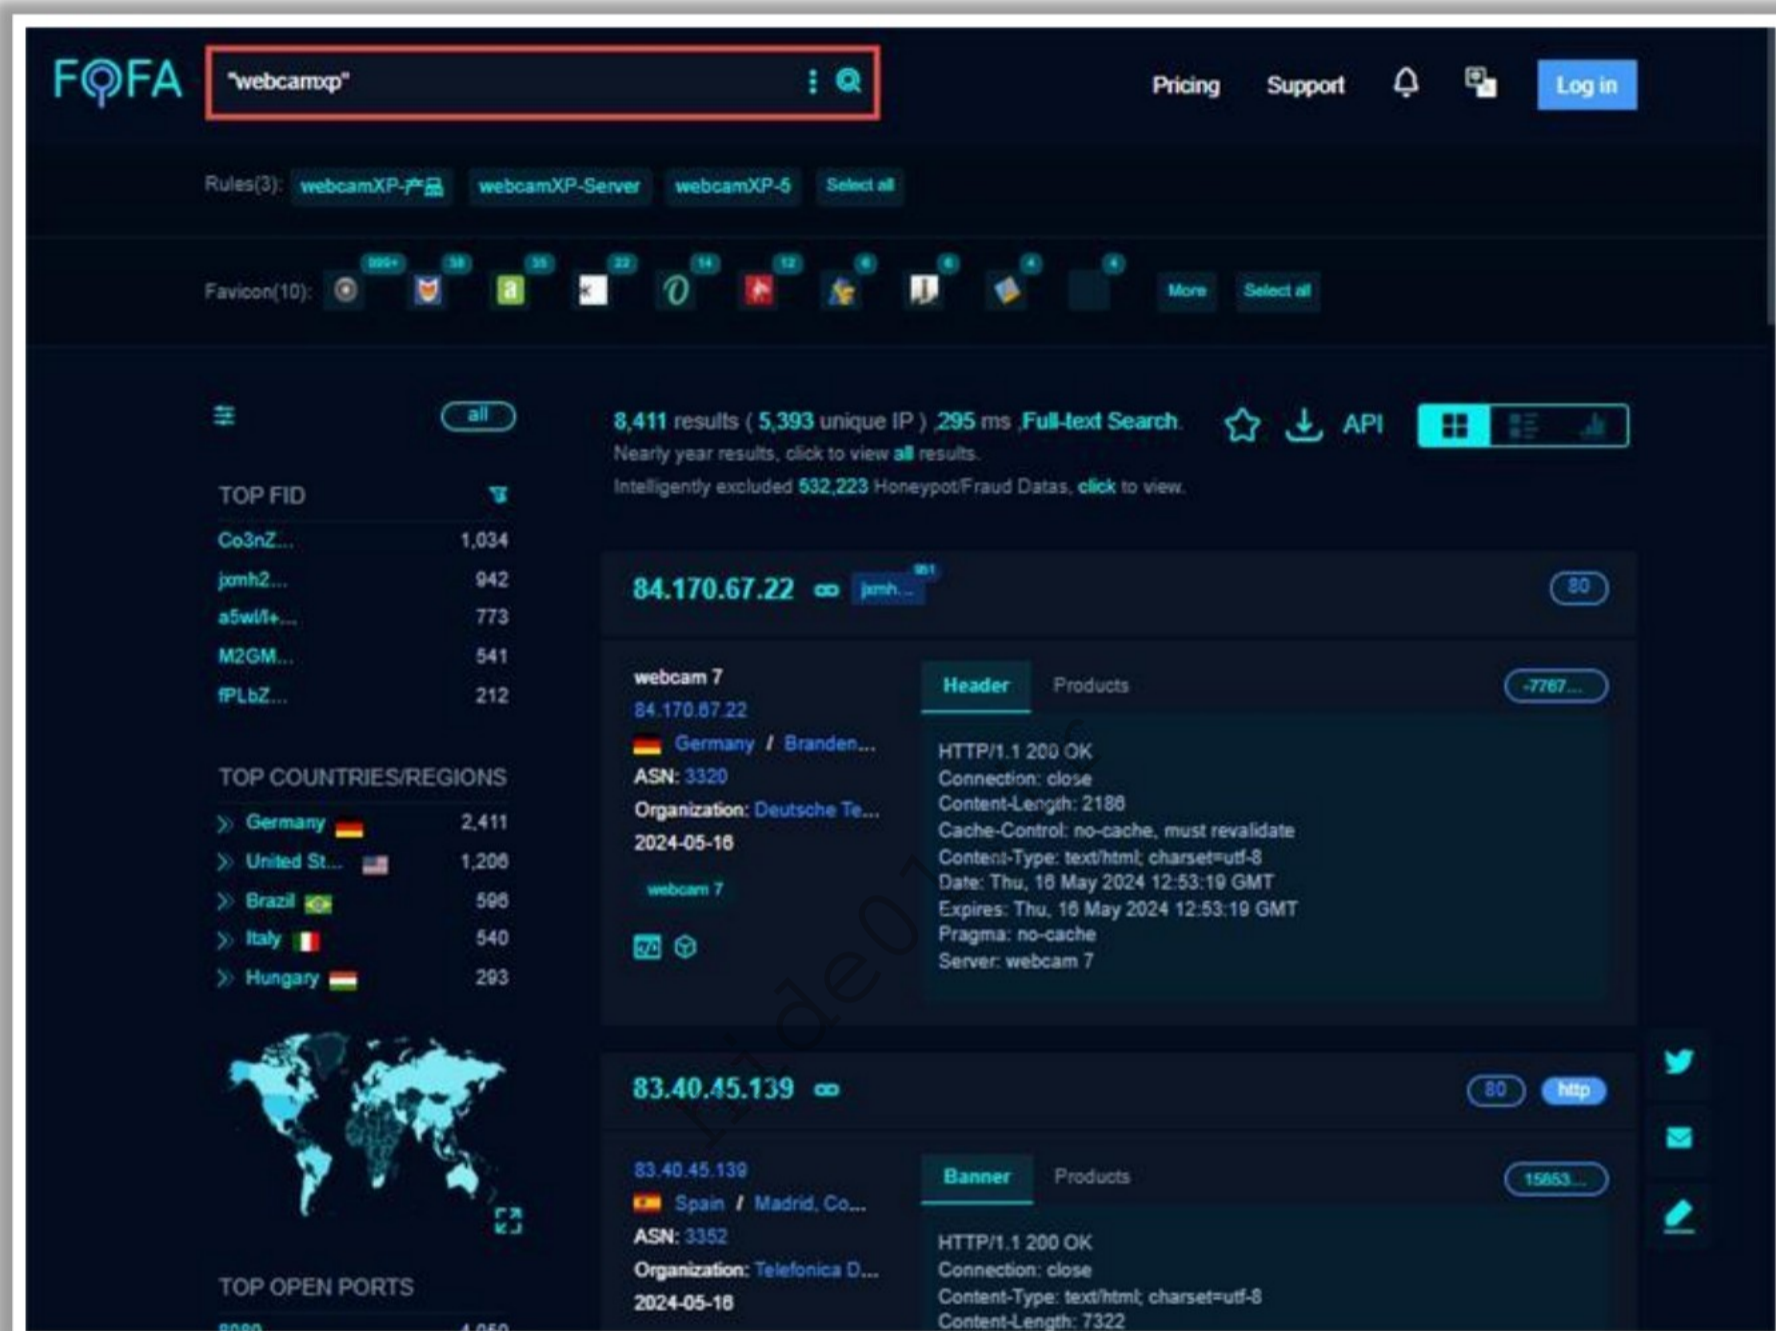 FOFA
"webcamxp"
Pricing Support Log in
Rules(3): webcamXP-产品 webcamXP-Server webcamXP-5 Select all
999+ 38 35 22 14 12 6 6 4 4
Favicon(10): More Select all
all
8,411 results ( 5,393 unique IP ) ,295 ms ,Full-text Search.
API
Nearly year results, click to view all results.
Intelligently excluded 532,223 Honeypot/Fraud Datas, click to view.
TOP FID
Co3nZ... 1,034
jxmh2... 942
a5wl/l+... 773
M2GM... 541
fPLbZ... 212
TOP COUNTRIES/REGIONS
Germany 2,411
United St... 1,206
Brazil 596
Italy 540
Hungary 293
TOP OPEN PORTS
8080 4,050
84.170.67.22 jxmh... 951
80
webcam 7
84.170.67.22
Germany / Branden...
ASN: 3320
Organization: Deutsche Te...
2024-05-16
webcam 7
Header Products
-7767...
HTTP/1.1 200 OK
Connection: close
Content-Length: 2186
Cache-Control: no-cache, must revalidate
Content-Type: text/html; charset=utf-8
Date: Thu, 16 May 2024 12:53:19 GMT
Expires: Thu, 16 May 2024 12:53:19 GMT
Pragma: no-cache
Server: webcam 7
83.40.45.139
80 http
83.40.45.139
Spain / Madrid, Co...
ASN: 3352
Organization: Telefonica D...
2024-05-16
Banner Products
15853...
HTTP/1.1 200 OK
Connection: close
Content-Type: text/html; charset=utf-8
Content-Length: 7322